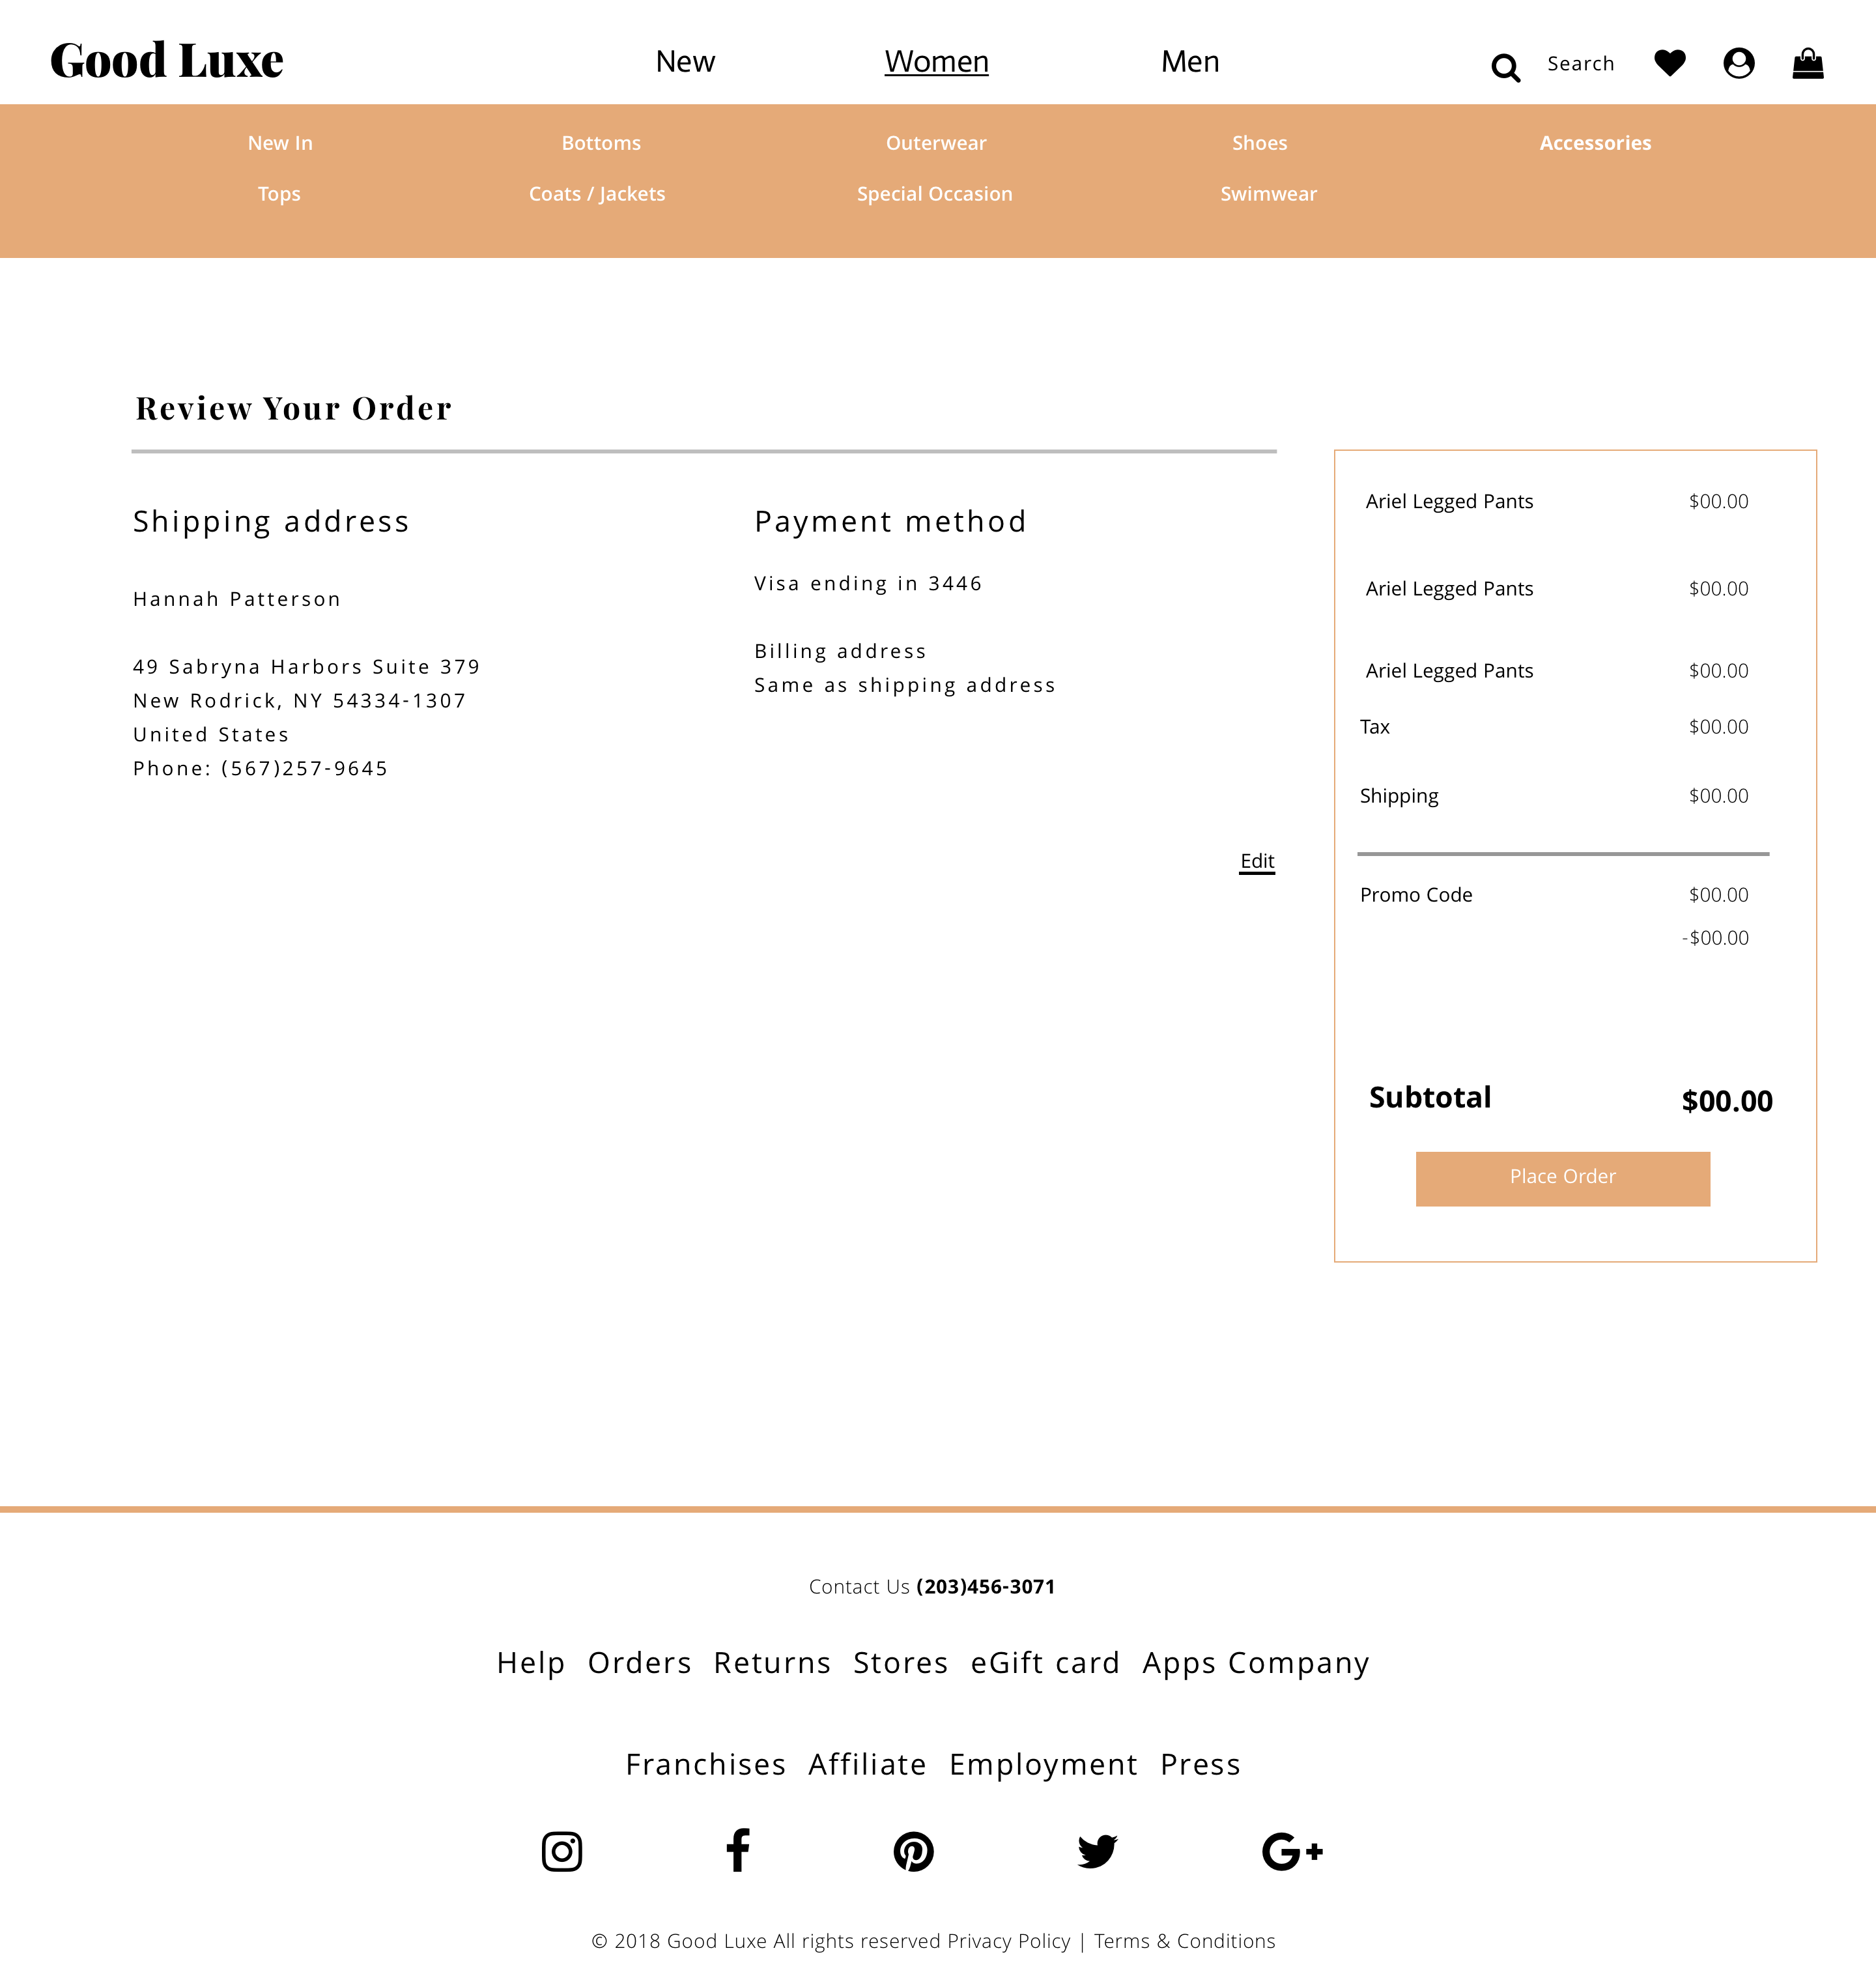 Good Luxe
New
Women
Men
Search
New In
Bottoms
Outerwear
Shoes
Accessories
Tops
Coats / Jackets
Special Occasion
Swimwear
Review Your Order
Shipping address
Hannah Patterson
49 Sabryna Harbors Suite 379
New Rodrick, NY 54334-1307
United States
Phone: (567)257-9645
Payment method
Visa ending in 3446
Billing address
Same as shipping address
Edit
Ariel Legged Pants $00.00
Ariel Legged Pants $00.00
Ariel Legged Pants $00.00
Tax $00.00
Shipping $00.00
Promo Code $00.00
-$00.00
Subtotal $00.00
Place Order
Contact Us (203)456-3071
Help Orders Returns Stores eGift card Apps Company
Franchises Affiliate Employment Press
© 2018 Good Luxe All rights reserved Privacy Policy | Terms & Conditions